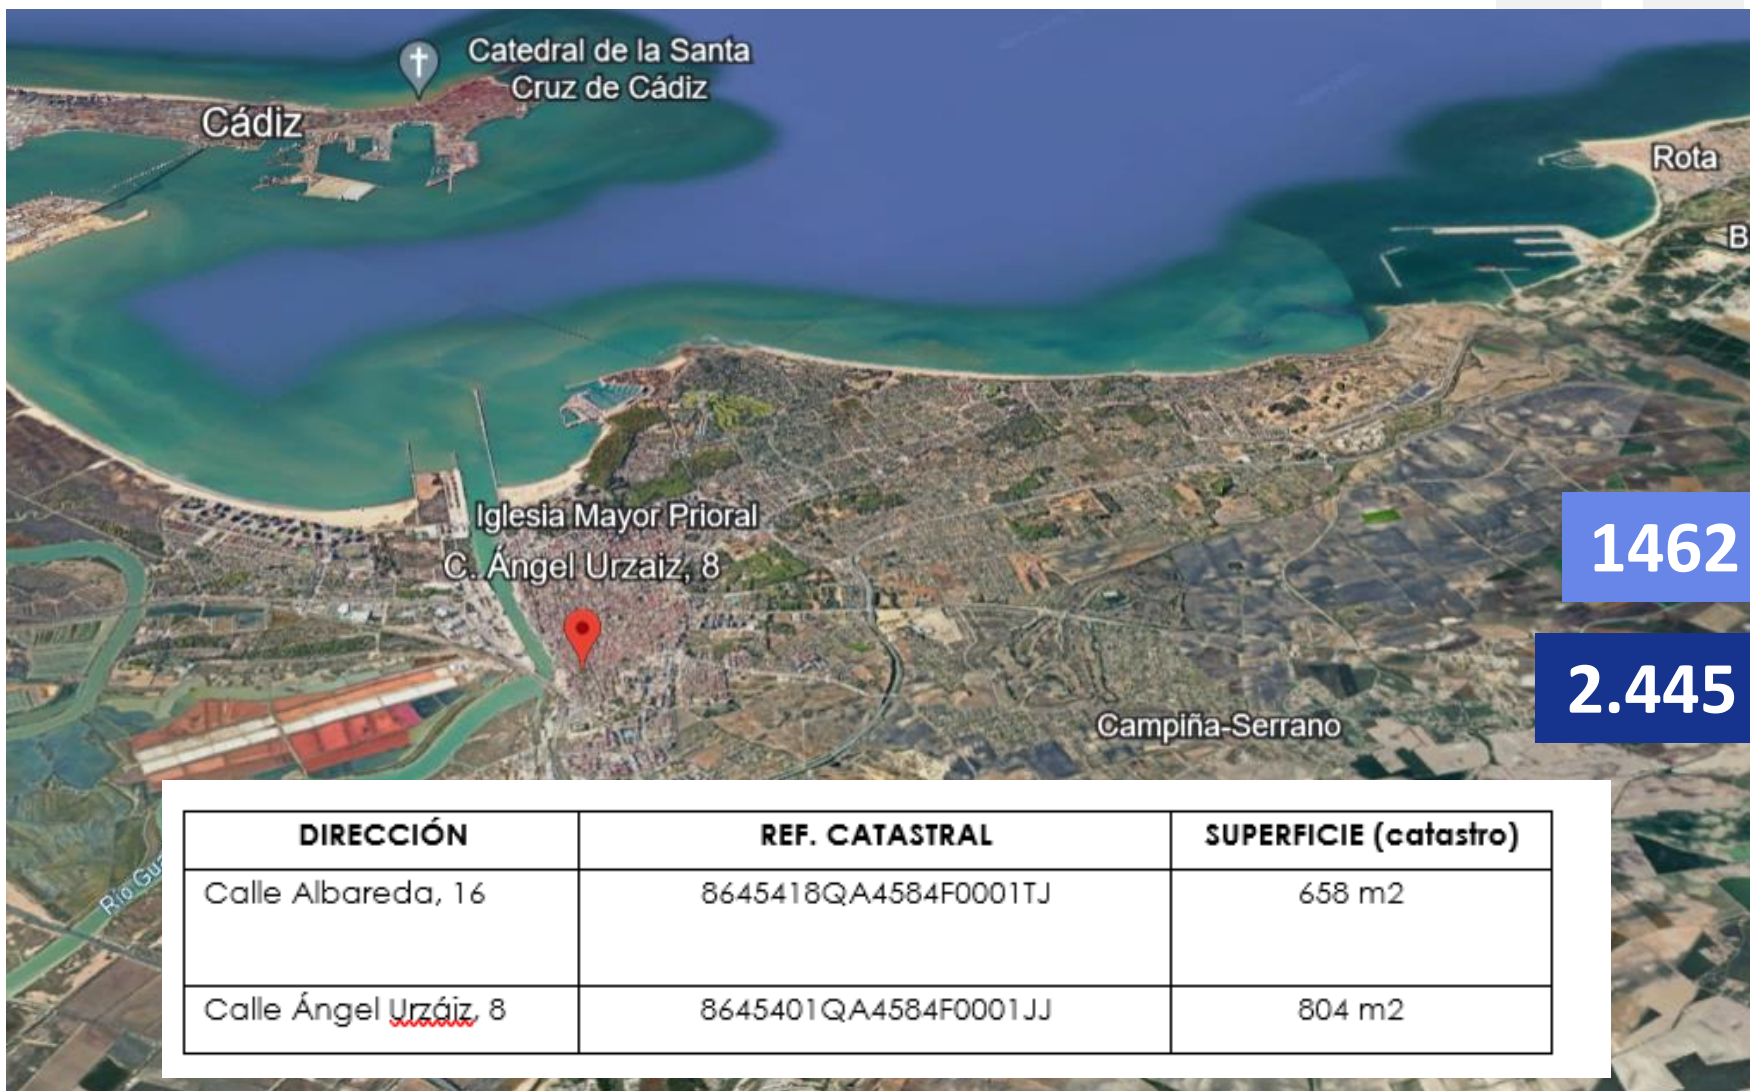 Catedral de la Santa
Cruz de Cádiz
Cádiz
Rota
B
Iglesia Mayor Prioral
C. Ángel Urzaiz, 8
1462
2.445
Campiña-Serrano
Río Gua
DIRECCIÓN REF. CATASTRAL SUPERFICIE (catastro)
Calle Albareda, 16 8645418QA4584F0001TJ 658 m2
Calle Ángel Urzáiz, 8 8645401QA4584F0001JJ 804 m2